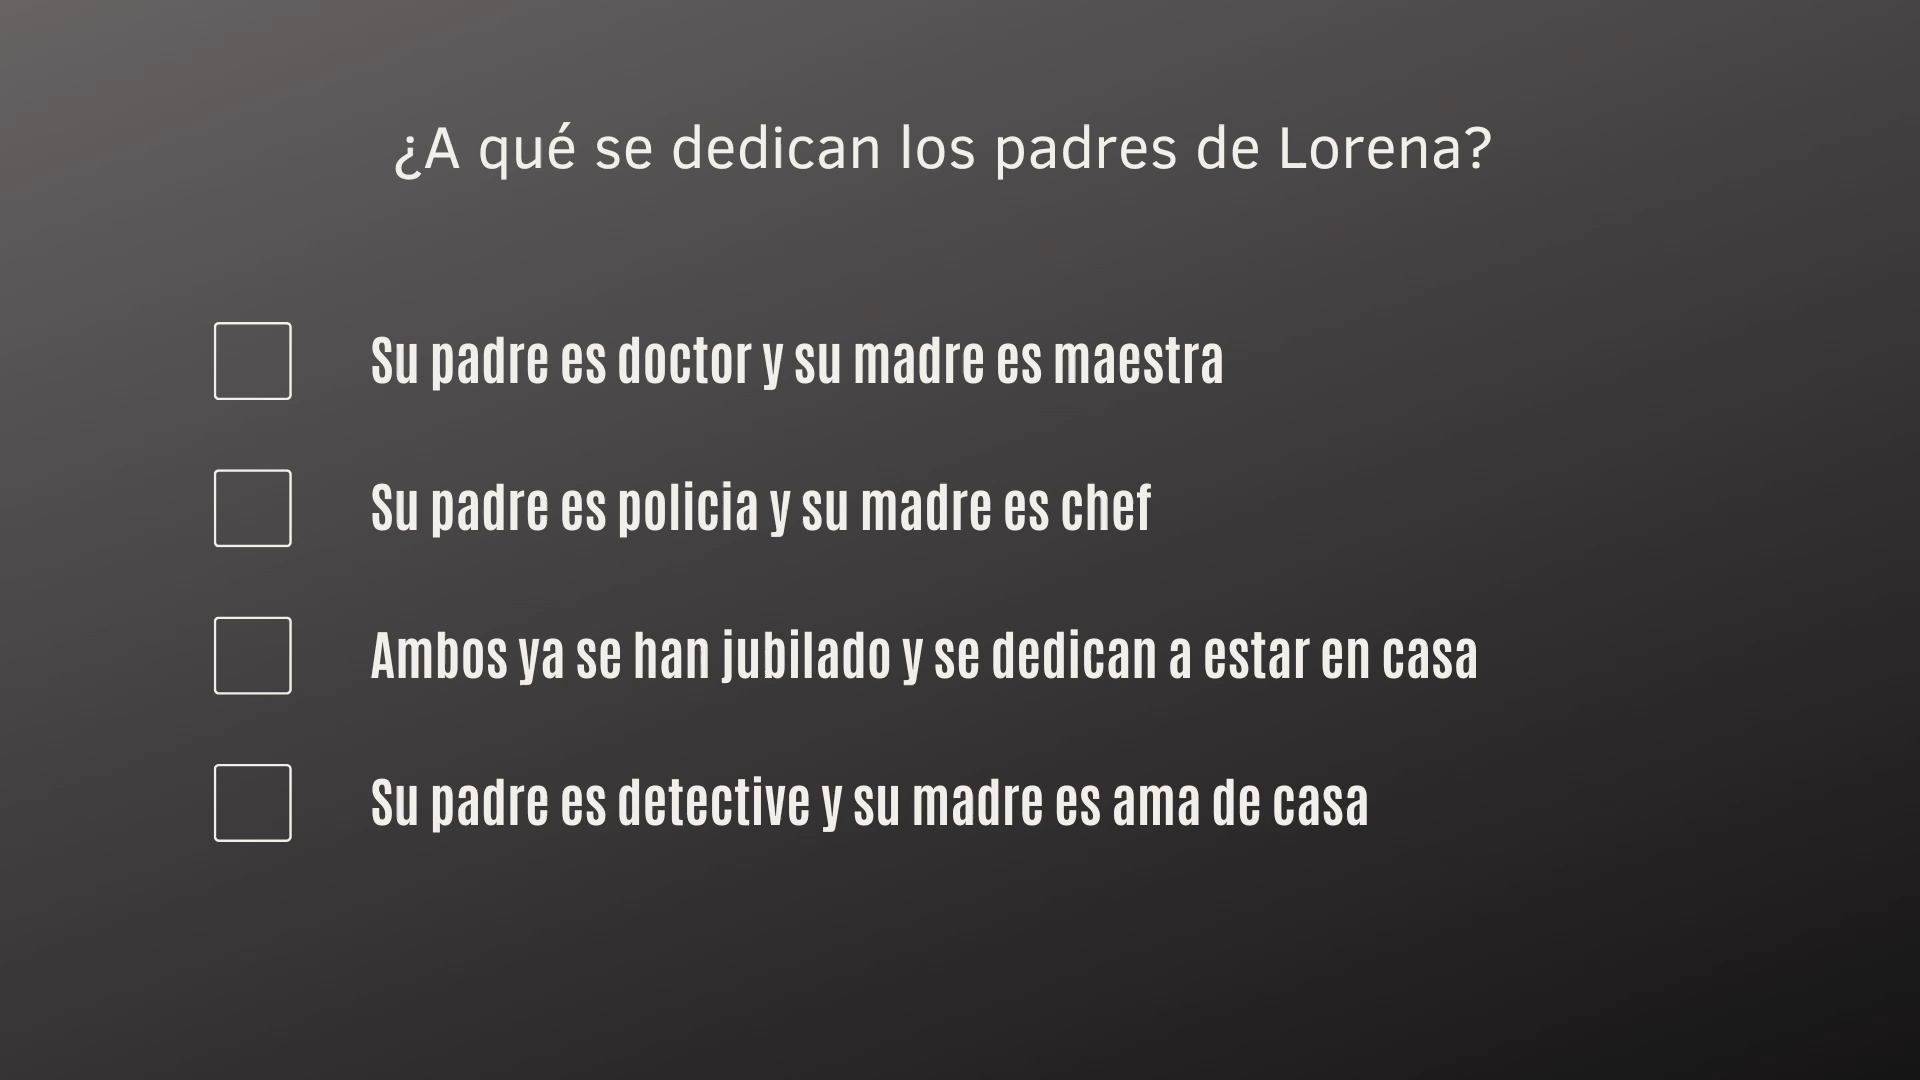 ¿A qué se dedican los padres de Lorena?
Su padre es doctor y su madre es maestra
Su padre es policia y su madre es chef
Ambos ya se han jubilado y se dedican a estar en casa
Su padre es detective y su madre es ama de casa